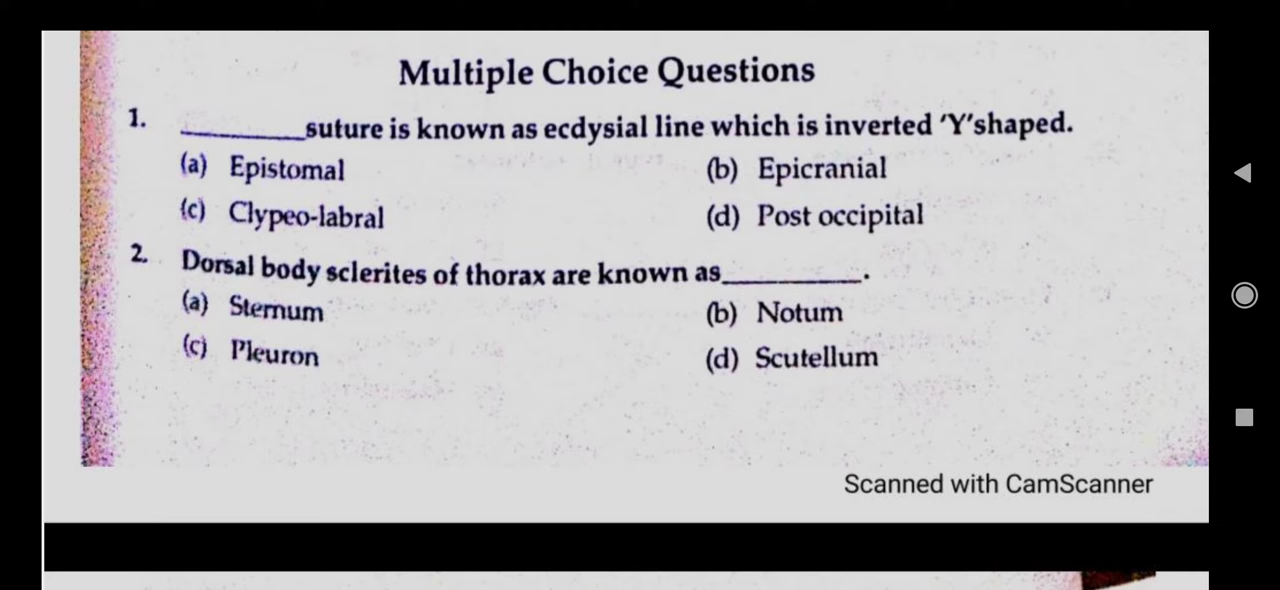 Multiple Choice Questions
1. ________suture is known as ecdysial line which is inverted 'Y'shaped.
(a) Epistomal (b) Epicranial
(c) Clypeo-labral (d) Post occipital
2. Dorsal body sclerites of thorax are known as_________.
(a) Sternum (b) Notum
(c) Pleuron (d) Scutellum
Scanned with CamScanner